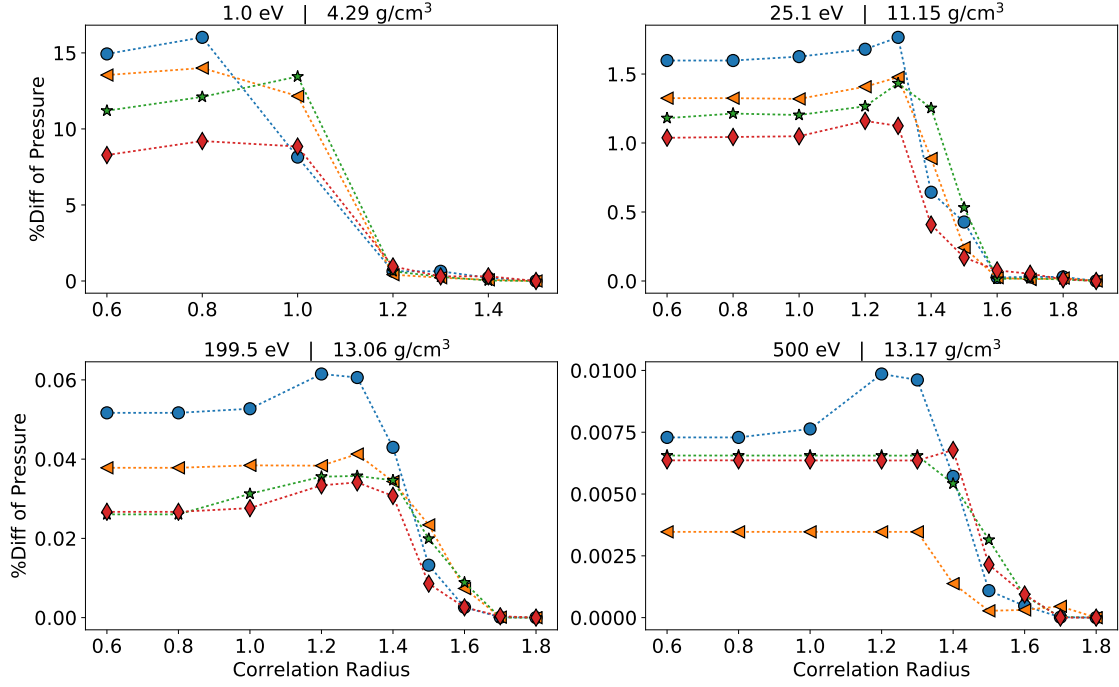 1.0 eV | 4.29 g/cm³
25.1 eV | 11.15 g/cm³
%Diff of Pressure
15
10
5
0
0.6 0.8 1.0 1.2 1.4
1.5
1.0
0.5
0.0
0.6 0.8 1.0 1.2 1.4 1.6 1.8
199.5 eV | 13.06 g/cm³
500 eV | 13.17 g/cm³
%Diff of Pressure
0.06
0.04
0.02
0.00
0.6 0.8 1.0 1.2 1.4 1.6 1.8
Correlation Radius
0.0100
0.0075
0.0050
0.0025
0.0000
0.6 0.8 1.0 1.2 1.4 1.6 1.8
Correlation Radius